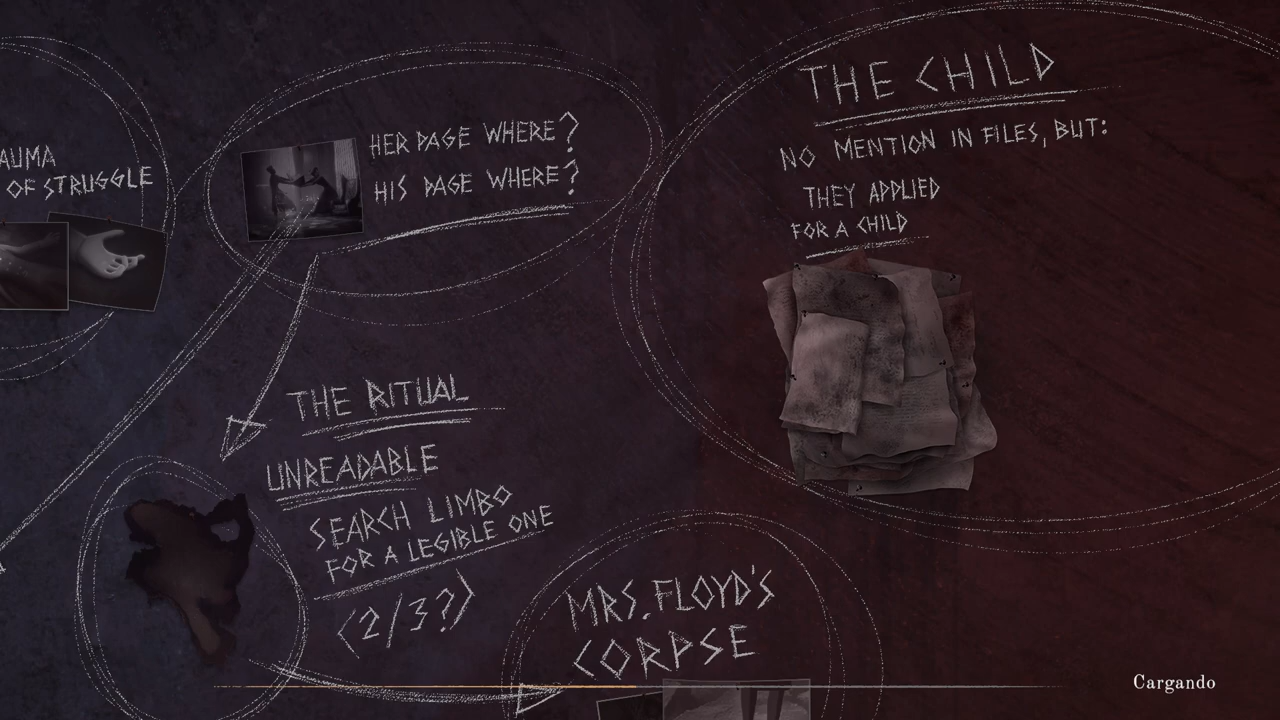 AUMA
OF STRUGGLE
HER PAGE WHERE?
HIS PAGE WHERE?
THE CHILD
NO MENTION IN FILES, BUT:
THEY APPLIED
FOR A CHILD
THE RITUAL
UNREADABLE
SEARCH LIMBO
FOR A LEGIBLE ONE
(2/3?)
MRS. FLOYD'S
CORPSE
Cargando